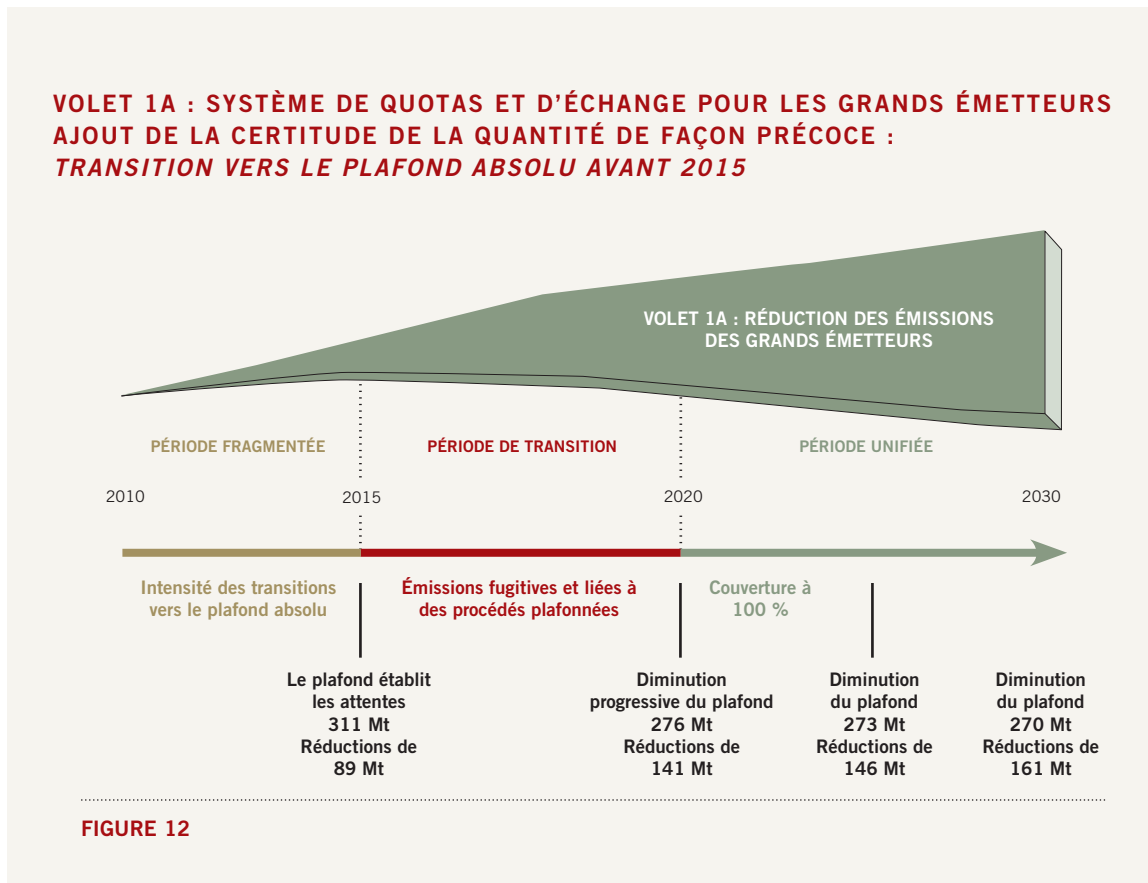 VOLET 1A : SYSTÈME DE QUOTAS ET D'ÉCHANGE POUR LES GRANDS ÉMETTEURS
AJOUT DE LA CERTITUDE DE LA QUANTITÉ DE FAÇON PRÉCOCE :
TRANSITION VERS LE PLAFOND ABSOLU AVANT 2015
VOLET 1A : RÉDUCTION DES ÉMISSIONS
DES GRANDS ÉMETTEURS
PÉRIODE FRAGMENTÉE
PÉRIODE DE TRANSITION
PÉRIODE UNIFIÉE
2010
2015
2020
2030
Intensité des transitions
vers le plafond absolu
Émissions fugitives et liées à
des procédés plafonnées
Couverture à
100 %
Le plafond établit
les attentes
311 Mt
Réductions de
89 Mt
Diminution
progressive du plafond
276 Mt
Réductions de
141 Mt
Diminution
du plafond
273 Mt
Réductions de
146 Mt
Diminution
du plafond
270 Mt
Réductions de
161 Mt
FIGURE 12